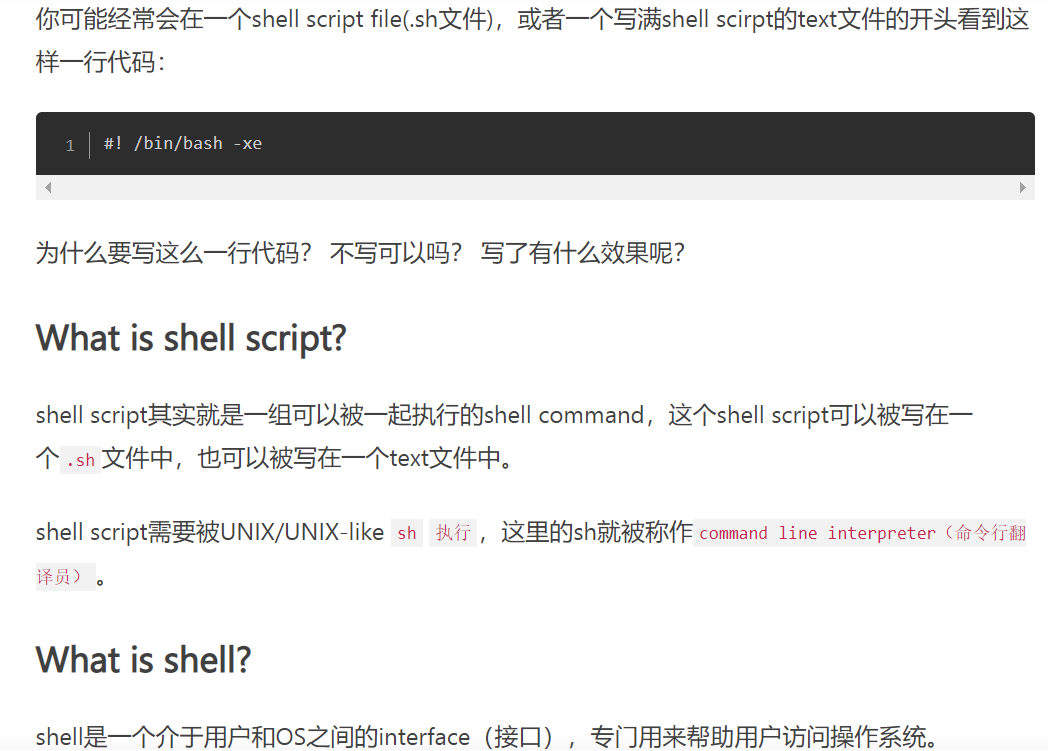 你可能经常会在一个shell script file(.sh文件)，或者一个写满shell scirpt的text文件的开头看到这
样一行代码：
1 #! /bin/bash -xe
为什么要写这么一行代码？ 不写可以吗？ 写了有什么效果呢？
What is shell script?
shell script其实就是一组可以被一起执行的shell command，这个shell script可以被写在一
个 .sh 文件中，也可以被写在一个text文件中。
shell script需要被UNIX/UNIX-like sh 执行 ，这里的sh就被称作 command line interpreter（命令行翻
译员） 。
What is shell?
shell是一个介于用户和OS之间的interface（接口），专门用来帮助用户访问操作系统。